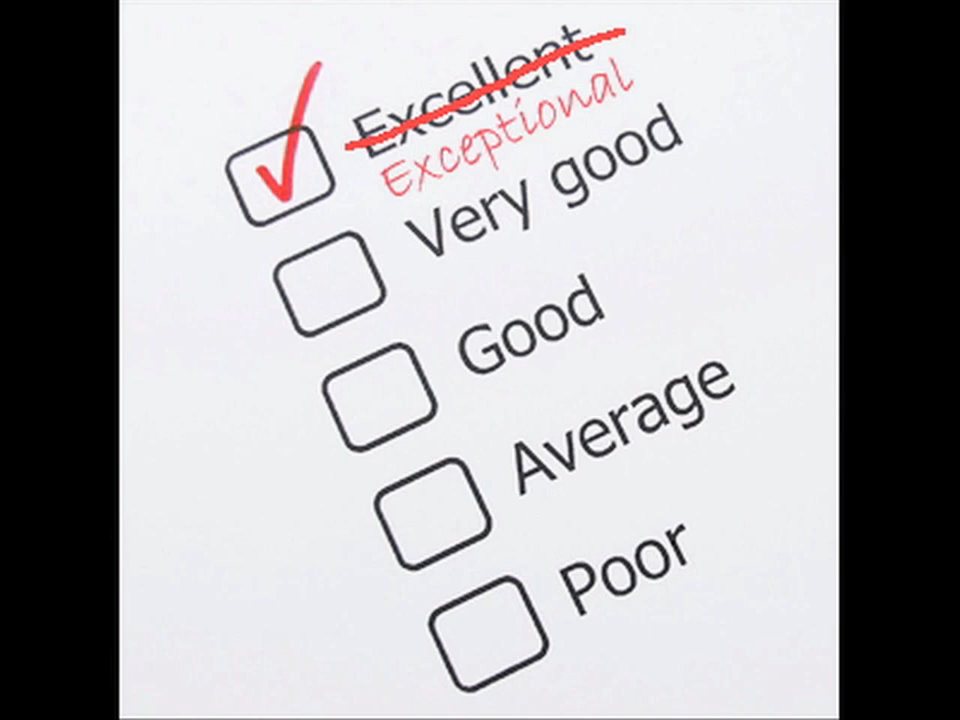 Excellent
Exceptional
Very good
Good
Average
Poor